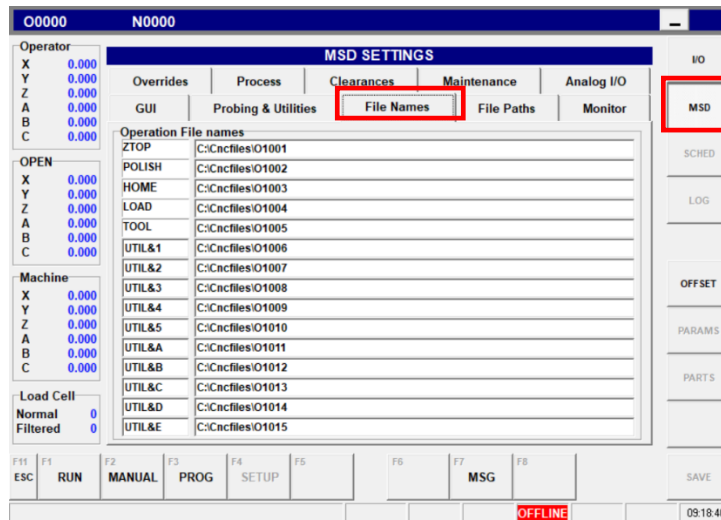 O0000 N0000
Operator
X 0.000
Y 0.000
Z 0.000
A 0.000
B 0.000
C 0.000
OPEN
X 0.000
Y 0.000
Z 0.000
A 0.000
B 0.000
C 0.000
Machine
X 0.000
Y 0.000
Z 0.000
A 0.000
B 0.000
C 0.000
Load Cell
Normal 0
Filtered 0
MSD SETTINGS
Overrides Process Clearances Maintenance Analog I/O
GUI Probing & Utilities File Names File Paths Monitor
Operation File names
ZTOP C:\Cncfiles\O1001
POLISH C:\Cncfiles\O1002
HOME C:\Cncfiles\O1003
LOAD C:\Cncfiles\O1004
TOOL C:\Cncfiles\O1005
UTIL&1 C:\Cncfiles\O1006
UTIL&2 C:\Cncfiles\O1007
UTIL&3 C:\Cncfiles\O1008
UTIL&4 C:\Cncfiles\O1009
UTIL&5 C:\Cncfiles\O1010
UTIL&A C:\Cncfiles\O1011
UTIL&B C:\Cncfiles\O1012
UTIL&C C:\Cncfiles\O1013
UTIL&D C:\Cncfiles\O1014
UTIL&E C:\Cncfiles\O1015
I/O
MSD
SCHED
LOG
OFFSET
PARAMS
PARTS
SAVE
F11 F1 F2 F3 F4 F5 F6 F7 F8
ESC RUN MANUAL PROG SETUP MSG
OFFLINE 09:18:4